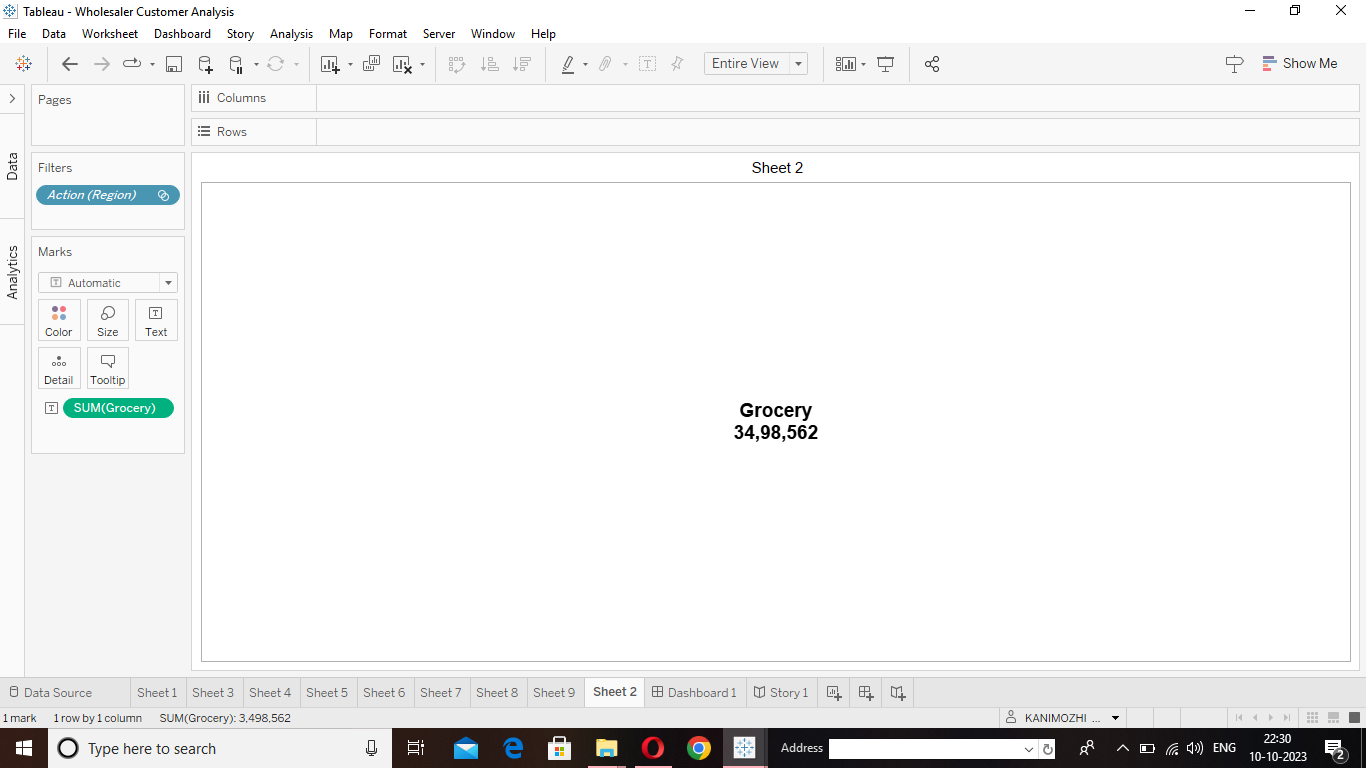 Tableau - Wholesaler Customer Analysis
File Data Worksheet Dashboard Story Analysis Map Format Server Window Help
Entire View
Show Me
Pages
Columns
Rows
Data
Analytics
Filters
Action (Region)
Marks
T Automatic
Color Size T Text
Detail Tooltip
T SUM(Grocery)
Sheet 2
Grocery
34,98,562
Data Source Sheet 1 Sheet 3 Sheet 4 Sheet 5 Sheet 6 Sheet 7 Sheet 8 Sheet 9 Sheet 2 Dashboard 1 Story 1
1 mark 1 row by 1 column SUM(Grocery): 3,498,562 KANIMOZHI ...
Type here to search
Address
ENG
22:30
10-10-2023
2